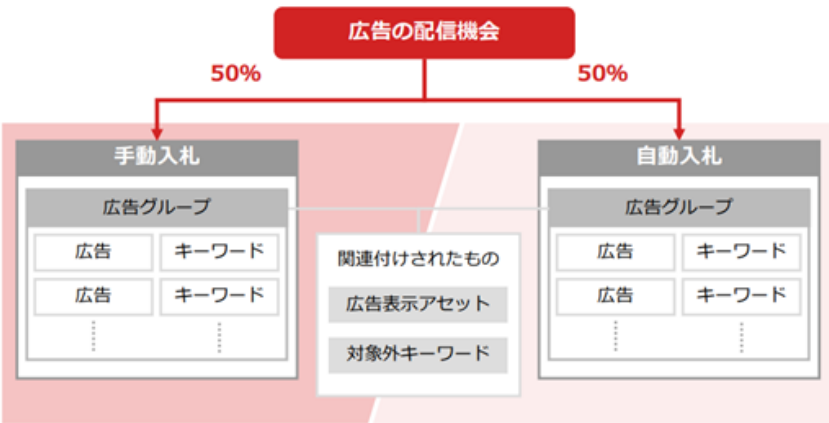 広告の配信機会
50%
50%
手動入札
広告グループ
広告
キーワード
広告
キーワード
関連付けされたもの
広告表示アセット
対象外キーワード
自動入札
広告グループ
広告
キーワード
広告
キーワード